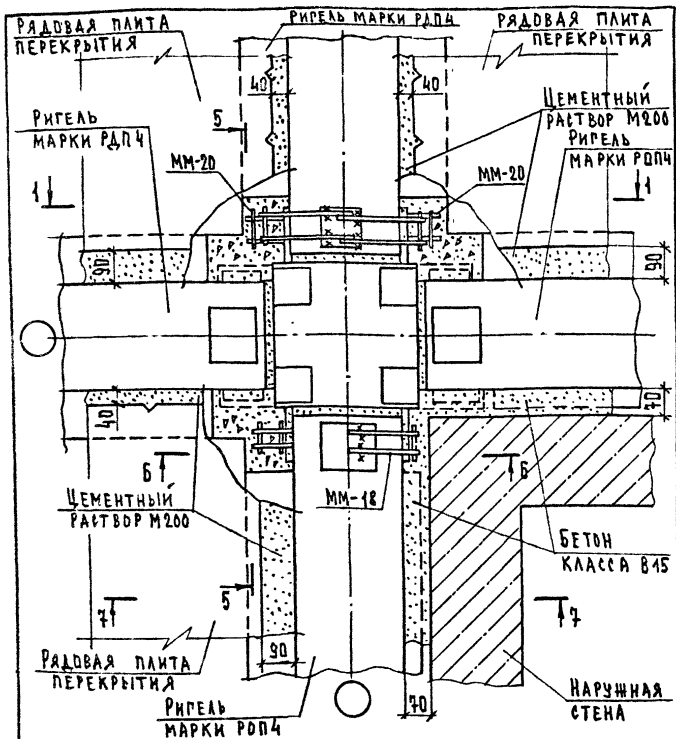 РЯДОВАЯ ПЛИТА
ПЕРЕКРЫТИЯ
РИГЕЛЬ МАРКИ РДП4
РЯДОВАЯ ПЛИТА
ПЕРЕКРЫТИЯ
40
40
ЦЕМЕНТНЫЙ
РАСТВОР М200
5
РИГЕЛЬ
МАРКИ РДП4
РИГЕЛЬ
МАРКИ РОП4
ММ-20
ММ-20
1
1
90
90
40
70
6
6
ЦЕМЕНТНЫЙ
РАСТВОР М200
ММ-18
БЕТОН
КЛАССА В15
5
7
7
90
РЯДОВАЯ ПЛИТА
ПЕРЕКРЫТИЯ
РИГЕЛЬ
МАРКИ РОП4
70
НАРУЖНАЯ
СТЕНА